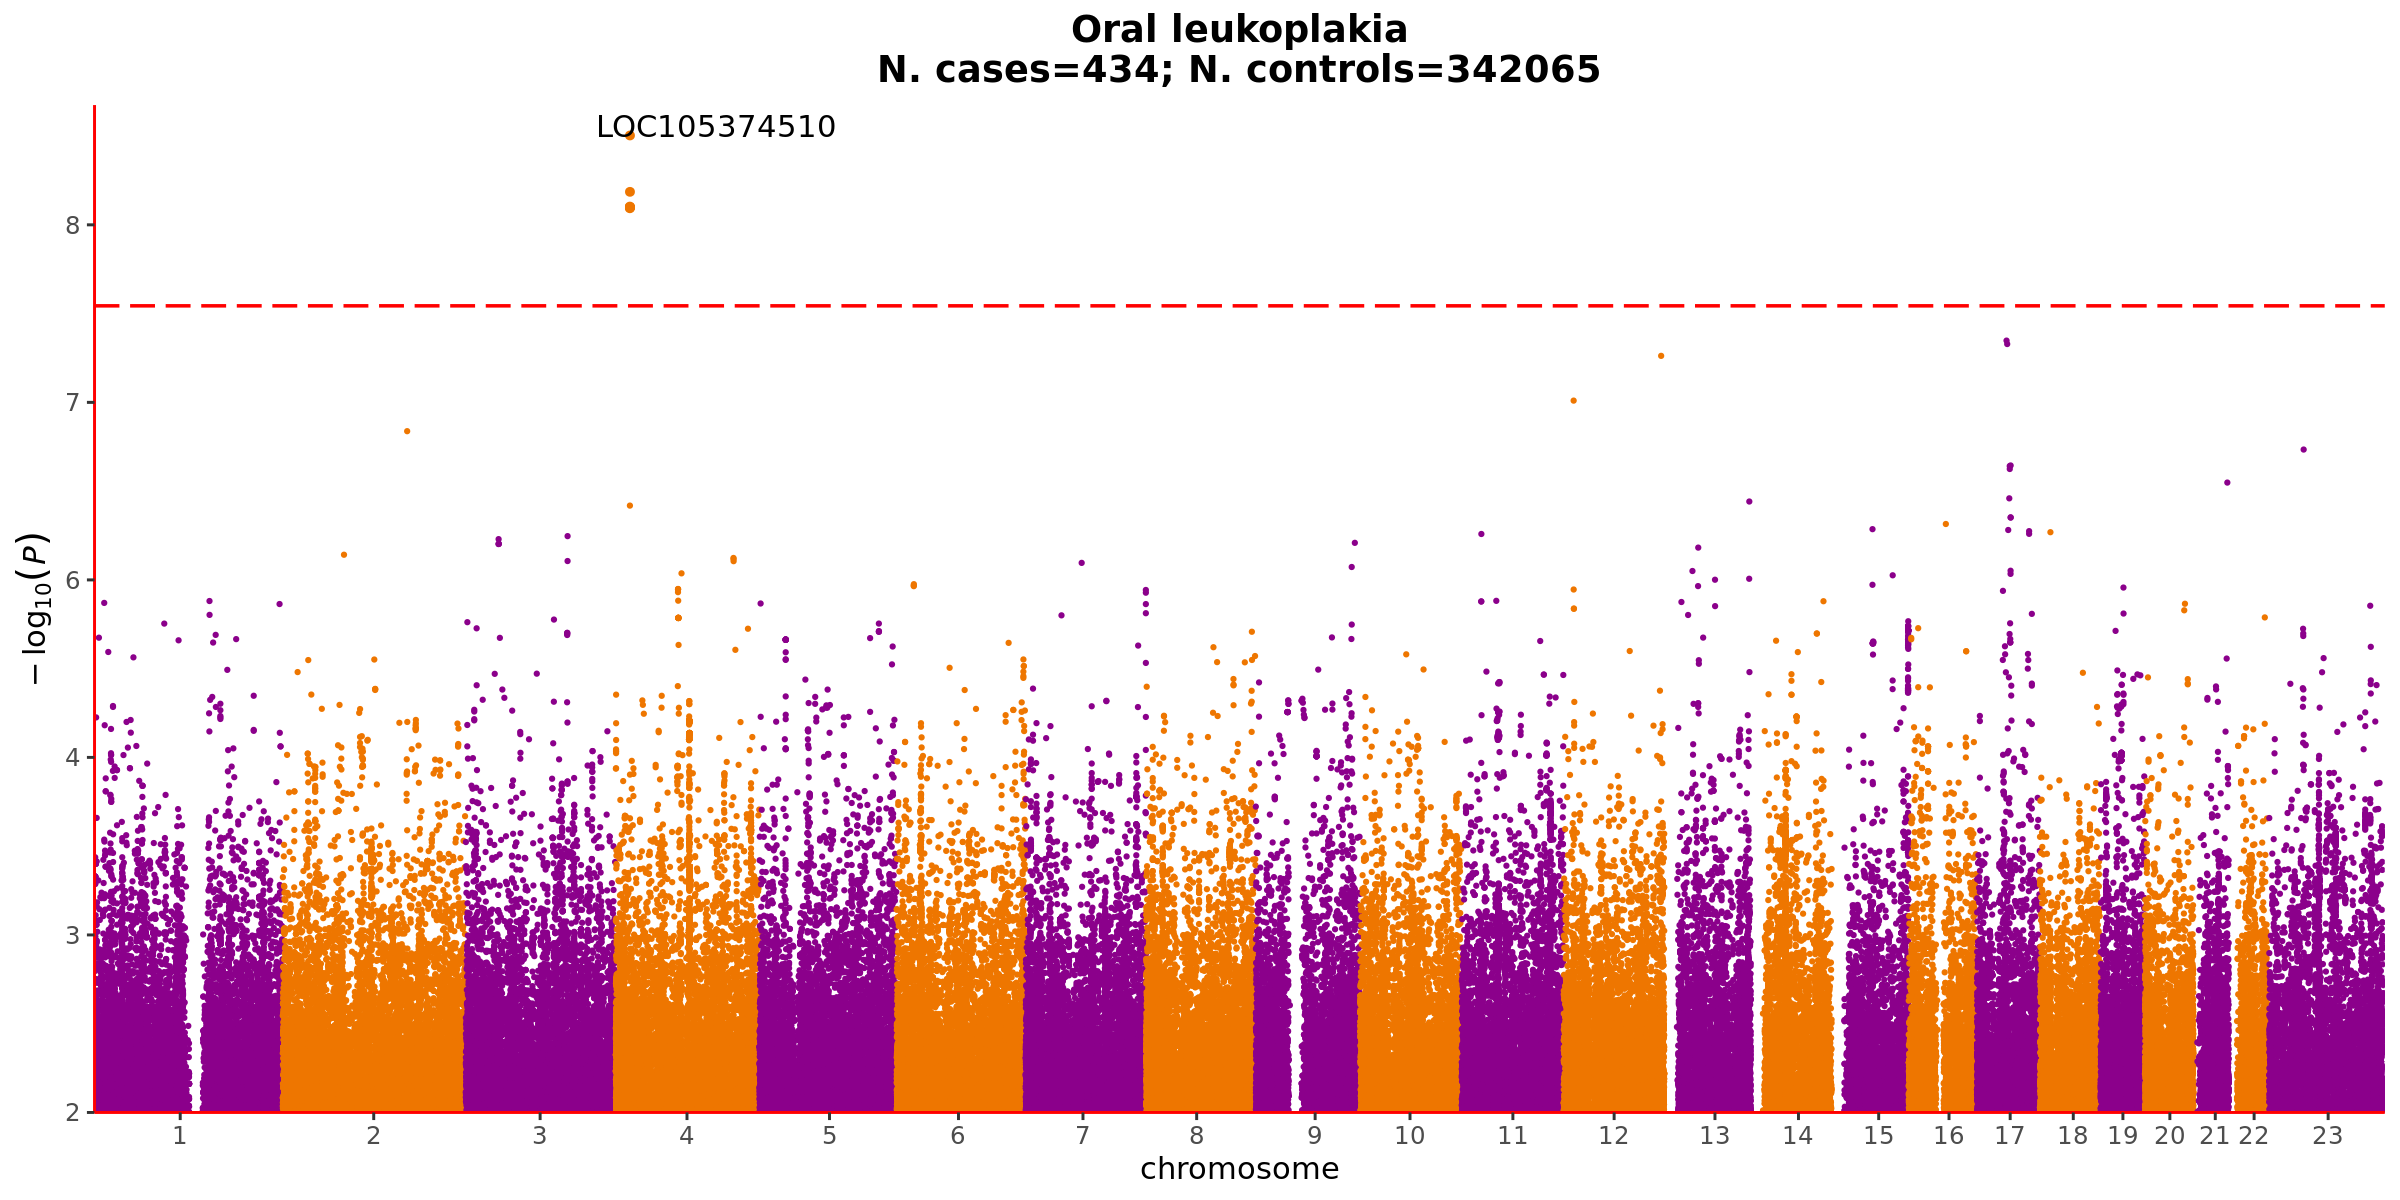 Oral leukoplakia
N. cases=434; N. controls=342065
LOC105374510
8
7
6
4
3
2
−log10(P)
1 2 3 4 5 6 7 8 9 10 11 12 13 14 15 16 17 18 19 20 21 22 23
chromosome